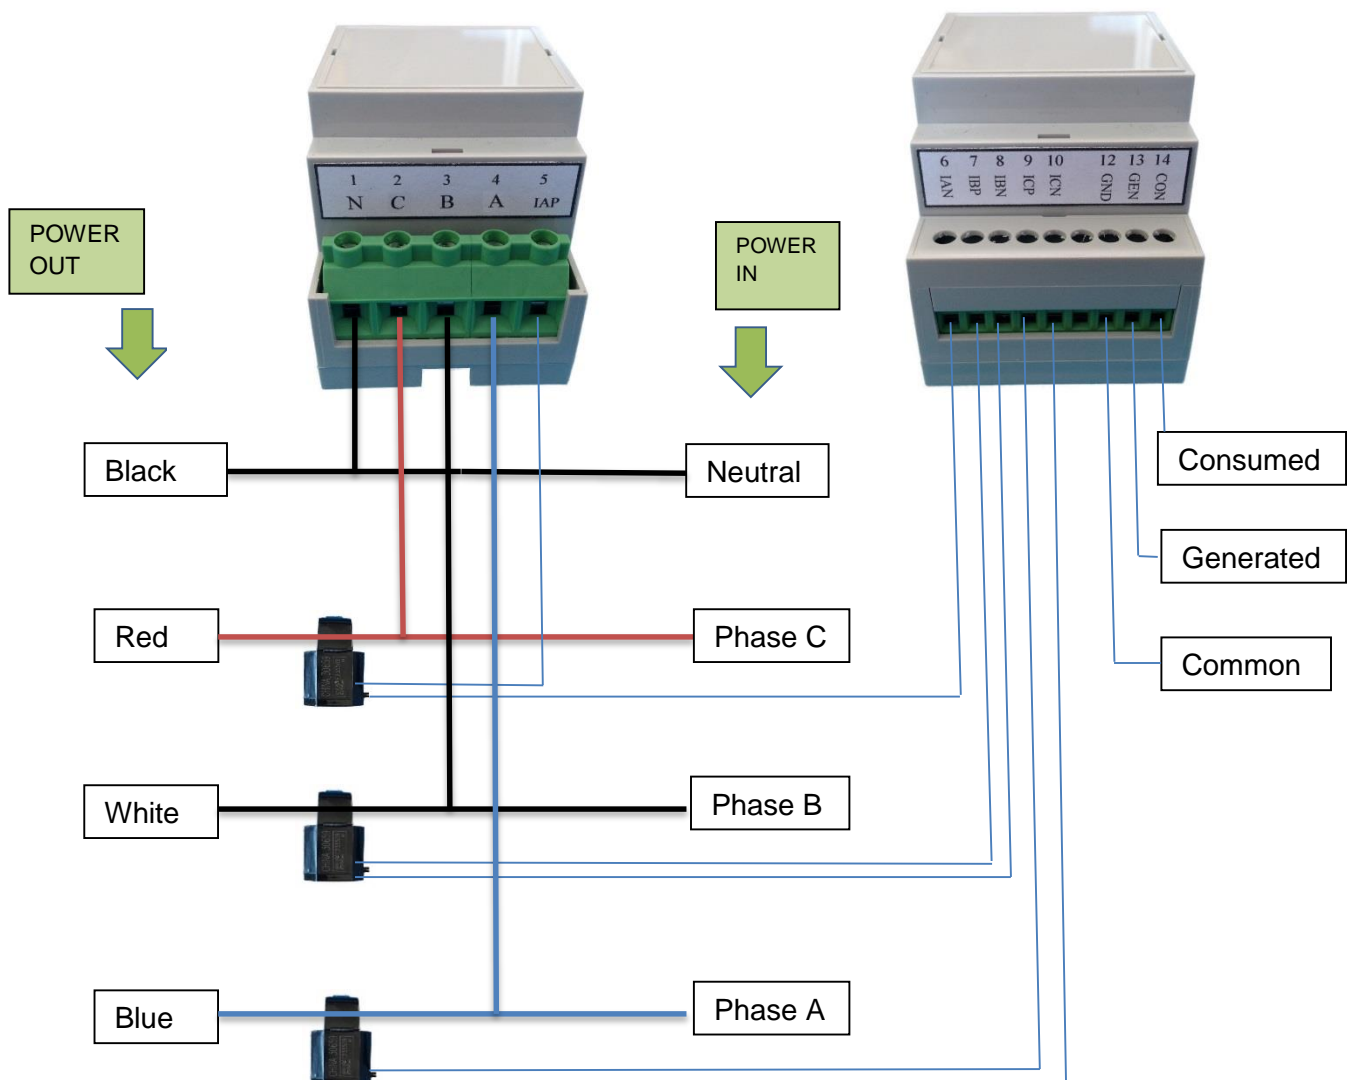 1 2 3 4 5
N C B A IAP
6 7 8 9 10 12 13 14
IAN IBP IBN ICP ICN GND GEN CON
POWER
OUT
POWER
IN
Black
Neutral
Consumed
Generated
Red
Phase C
Common
White
Phase B
Blue
Phase A